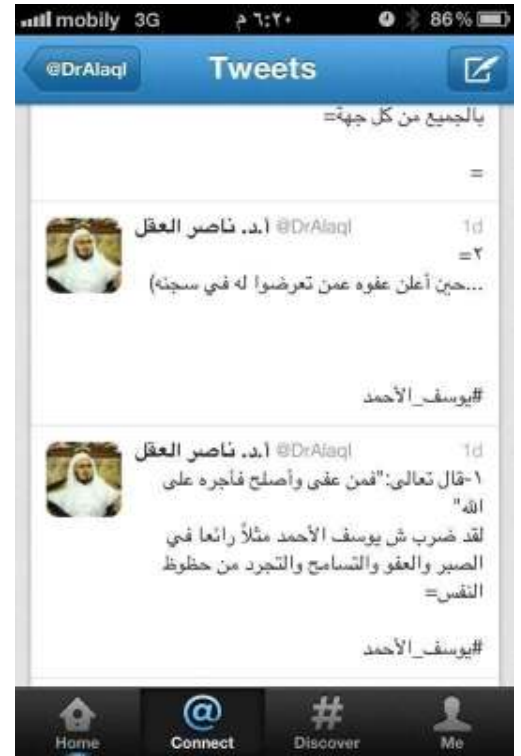 mobily 3G ٦:٢٠ م 86%
@DrAlaql Tweets
بالجميع من كل جهة=
=
أ.د. ناصر العقل @DrAlaql 1d
٢=
...حين أعلن عفوه عمن تعرضوا له في سجنه)
#يوسف_الأحمد
أ.د. ناصر العقل @DrAlaql 1d
١-قال تعالى:"فمن عفى وأصلح فأجره على
الله"
لقد ضرب ش يوسف الأحمد مثلاً رائعا في
الصبر والعفو والتسامح والتجرد من حظوظ
النفس=
#يوسف_الأحمد
Home Connect Discover Me